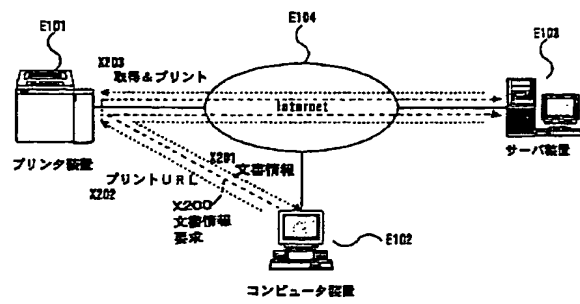 E101
E104
E103
X203
取得&プリント
Internet
プリンタ装置
サーバ装置
X201
文書情報
プリントURL
X202
X200
文書情報
要求
E102
コンピュータ装置